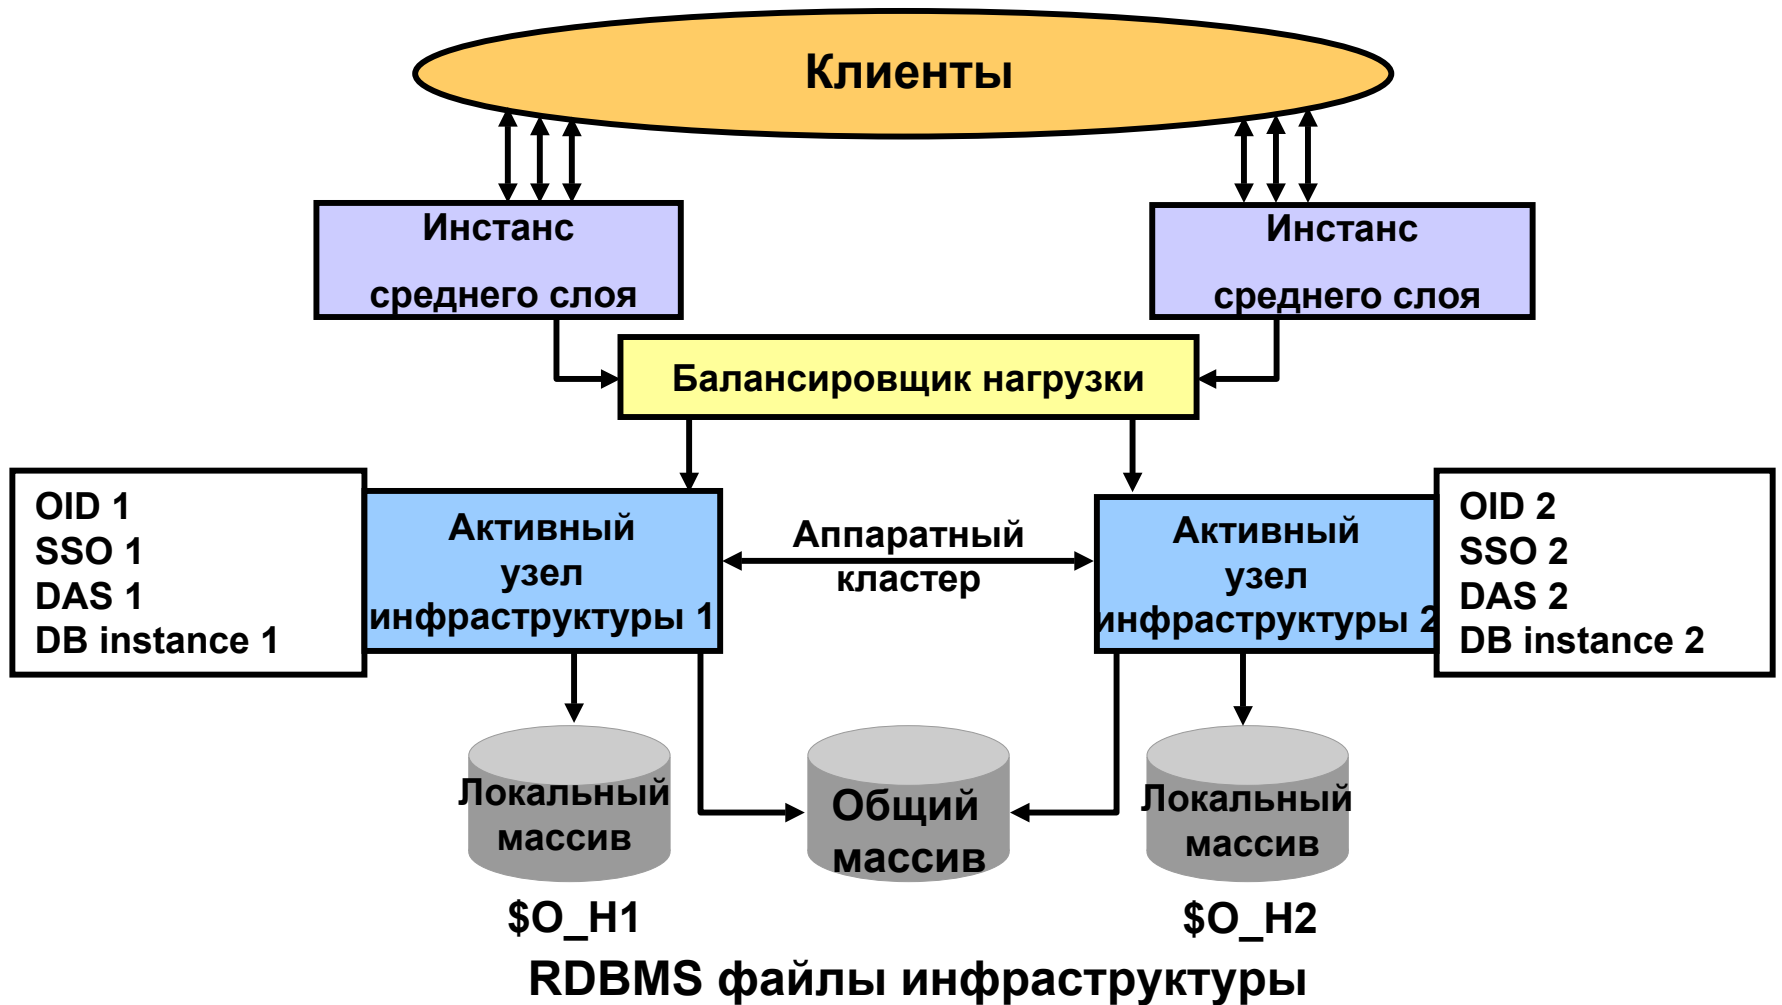 Клиенты
Инстанс
среднего слоя
Инстанс
среднего слоя
Балансировщик нагрузки
OID 1
SSO 1
DAS 1
DB instance 1
Активный
узел
инфраструктуры 1
Аппаратный
кластер
Активный
узел
инфраструктуры 2
OID 2
SSO 2
DAS 2
DB instance 2
Локальный
массив
Общий
массив
Локальный
массив
$O_H1
$O_H2
RDBMS файлы инфраструктуры